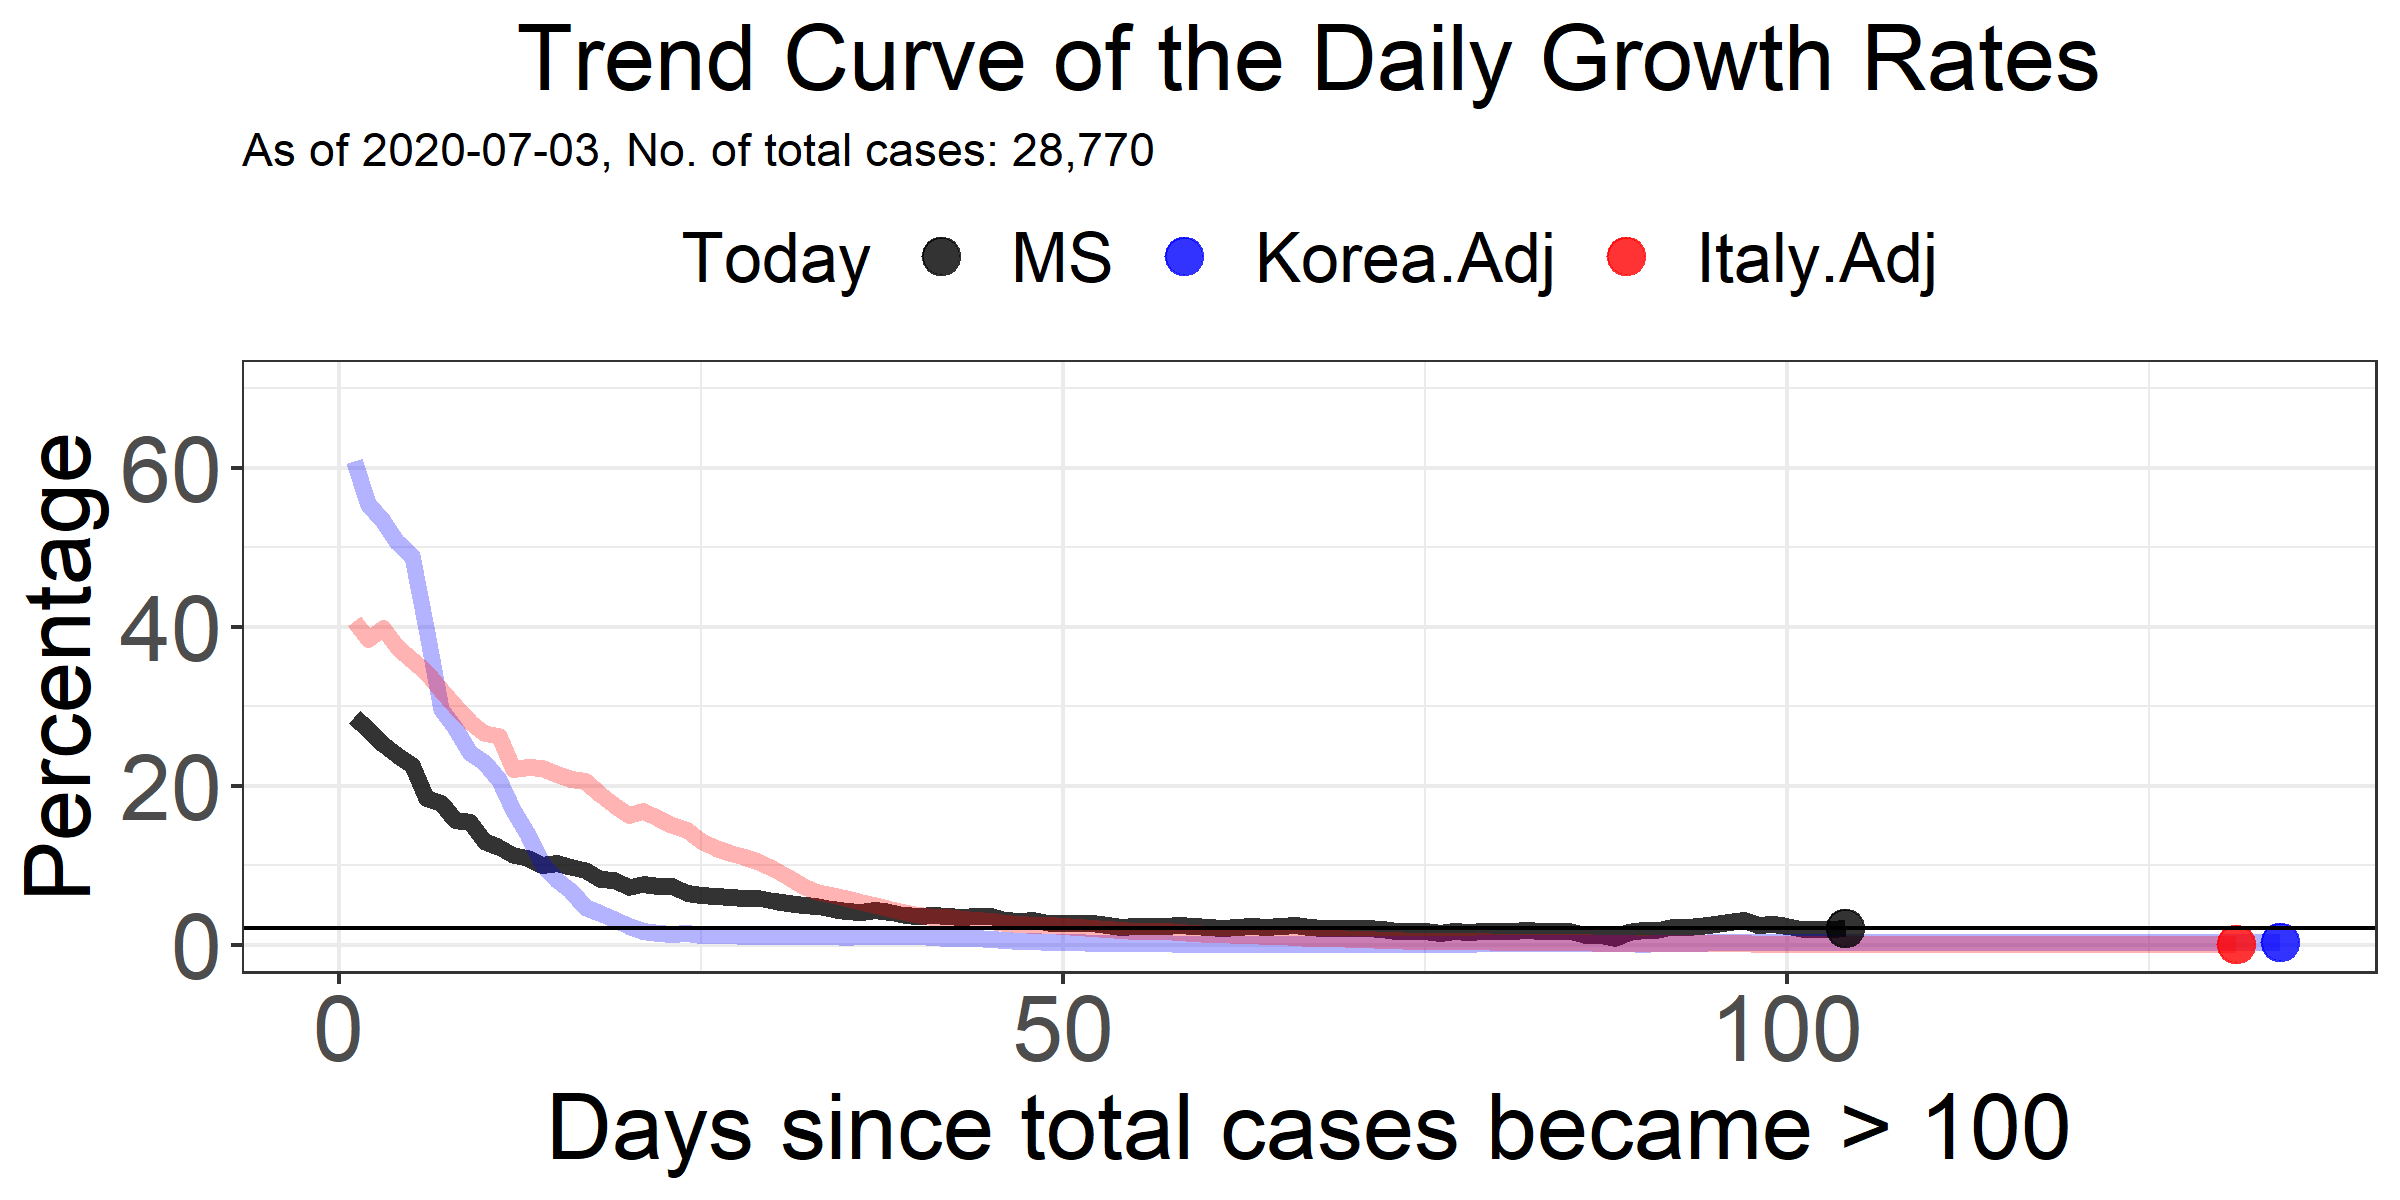 Trend Curve of the Daily Growth Rates
As of 2020-07-03, No. of total cases: 28,770
Today MS Korea.Adj Italy.Adj
Percentage
60
40
20
0
0 50 100
Days since total cases became > 100